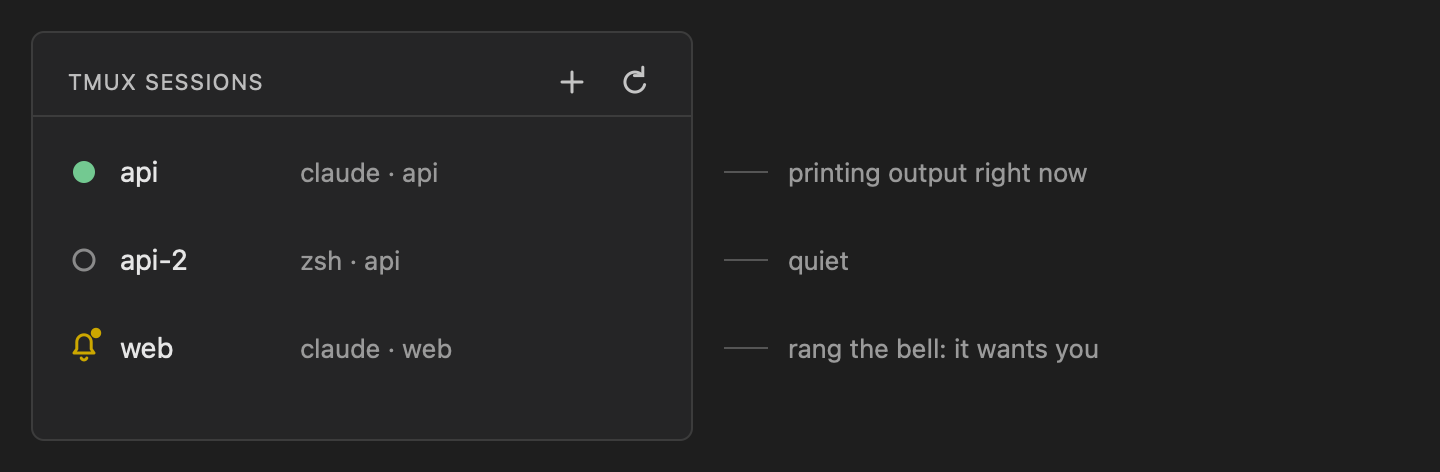 TMUX SESSIONS
api claude · api printing output right now
api-2 zsh · api quiet
web claude · web rang the bell: it wants you